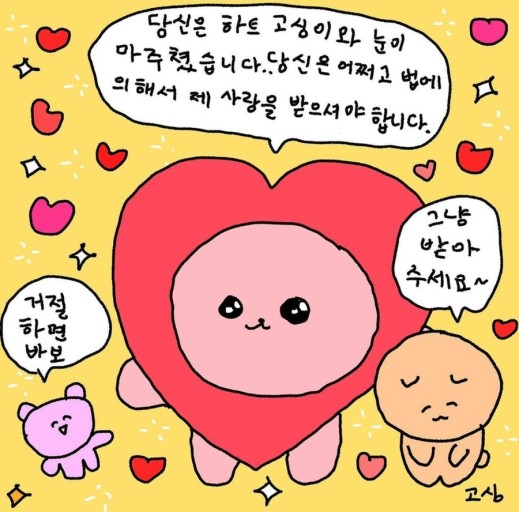 당신은 하트 고심이와 눈이
마주쳤습니다..당신은 어쩌고 법에
의해서 제 사랑을 받으셔야 합니다.
그냥
받아
주세요~
거절
하면
바보
고심